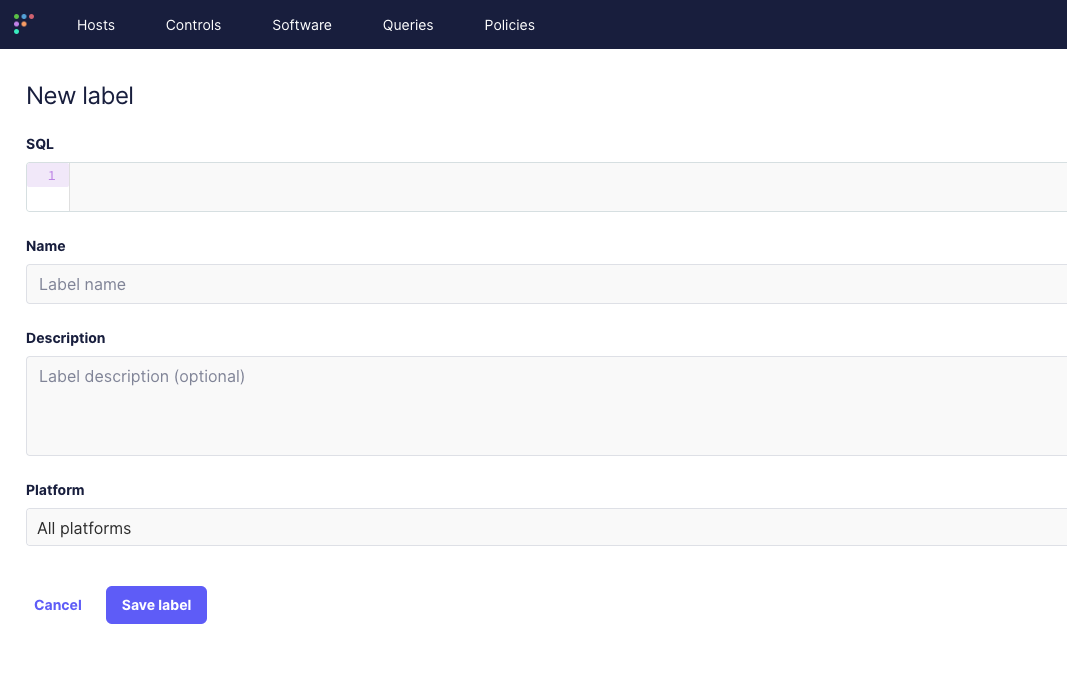 Hosts Controls Software Queries Policies
New label
SQL
1
Name
Label name
Description
Label description (optional)
Platform
All platforms
Cancel Save label